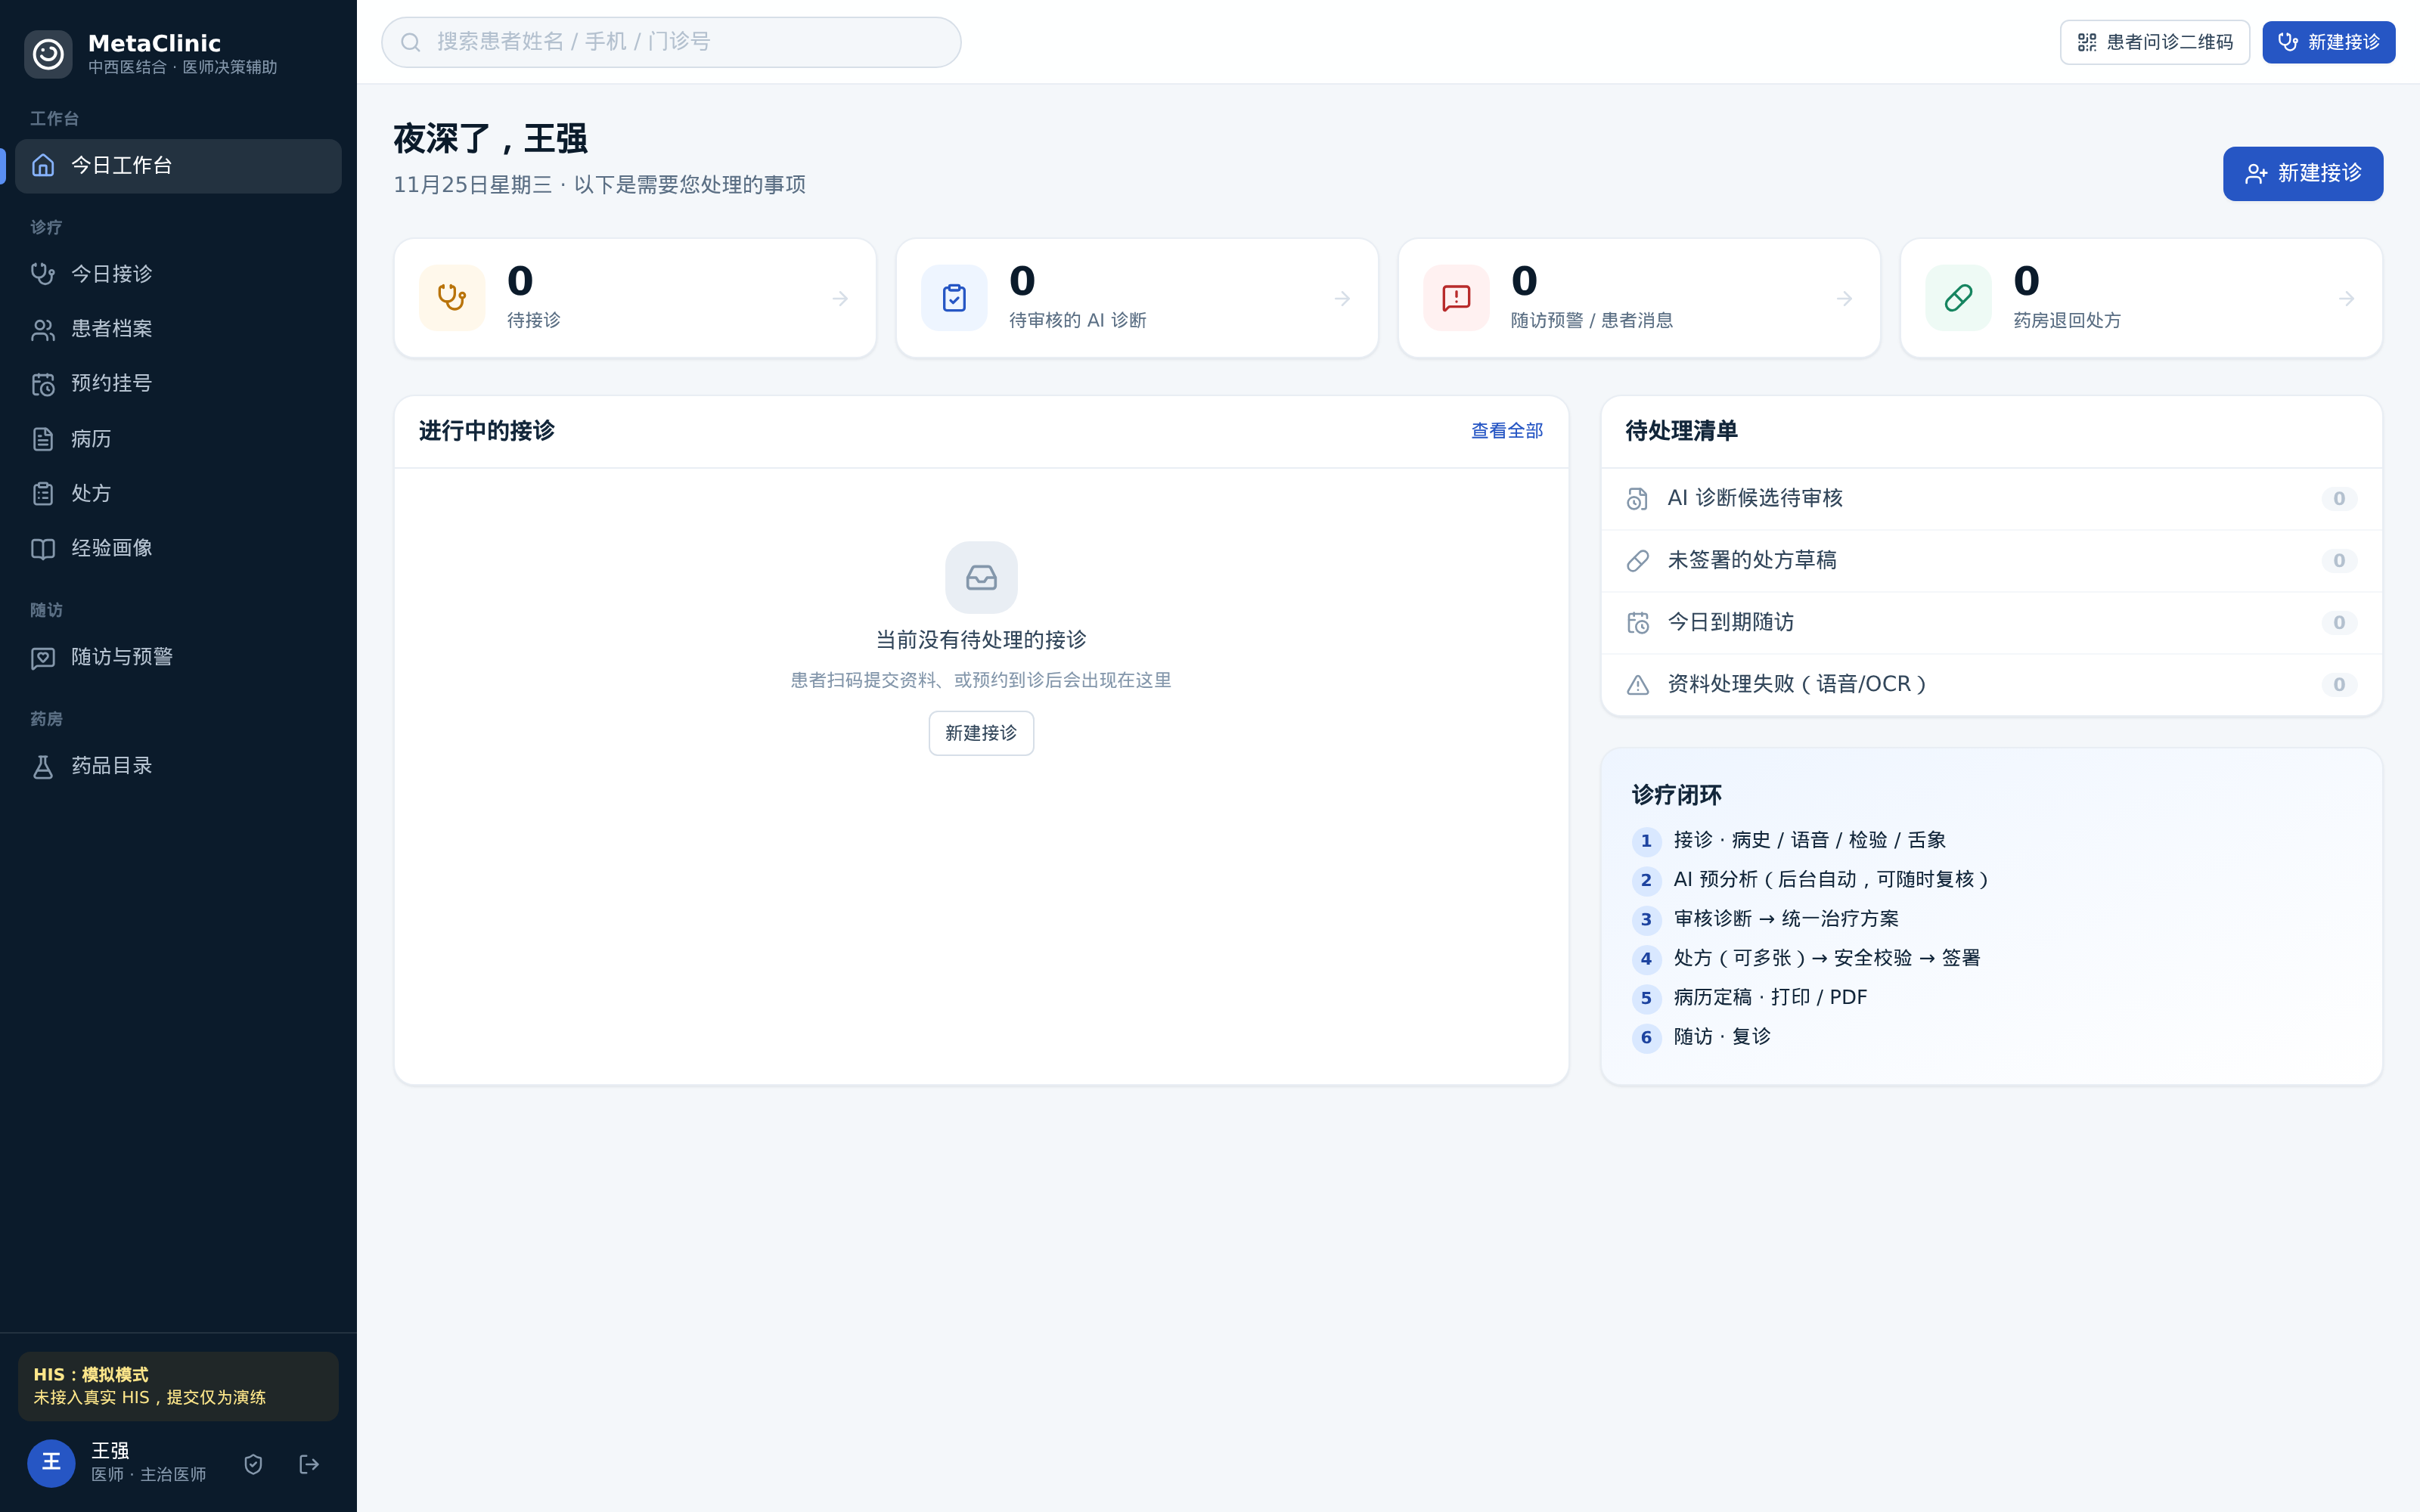 MetaClinic
中西医结合 · 医师决策辅助
工作台
今日工作台
诊疗
今日接诊
患者档案
预约挂号
病历
处方
经验画像
随访
随访与预警
药房
药品目录
HIS：模拟模式
未接入真实 HIS，提交仅为演练
王
王强
医师 · 主治医师
搜索患者姓名 / 手机 / 门诊号
患者问诊二维码
新建接诊
夜深了，王强
11月25日星期三 · 以下是需要您处理的事项
新建接诊
0
待接诊
0
待审核的 AI 诊断
0
随访预警 / 患者消息
0
药房退回处方
进行中的接诊
查看全部
当前没有待处理的接诊
患者扫码提交资料、或预约到诊后会出现在这里
新建接诊
待处理清单
AI 诊断候选待审核 0
未签署的处方草稿 0
今日到期随访 0
资料处理失败（语音/OCR） 0
诊疗闭环
1 接诊 · 病史 / 语音 / 检验 / 舌象
2 AI 预分析（后台自动，可随时复核）
3 审核诊断 → 统一治疗方案
4 处方（可多张）→ 安全校验 → 签署
5 病历定稿 · 打印 / PDF
6 随访 · 复诊